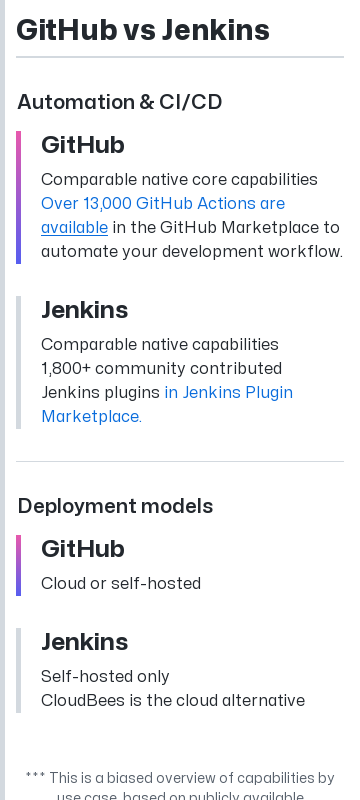 GitHub vs Jenkins
Automation & CI/CD
GitHub
Comparable native core capabilities
Over 13,000 GitHub Actions are
available in the GitHub Marketplace to
automate your development workflow.
Jenkins
Comparable native capabilities
1,800+ community contributed
Jenkins plugins in Jenkins Plugin
Marketplace.
Deployment models
GitHub
Cloud or self-hosted
Jenkins
Self-hosted only
CloudBees is the cloud alternative
*** This is a biased overview of capabilities by
use case, based on publicly available